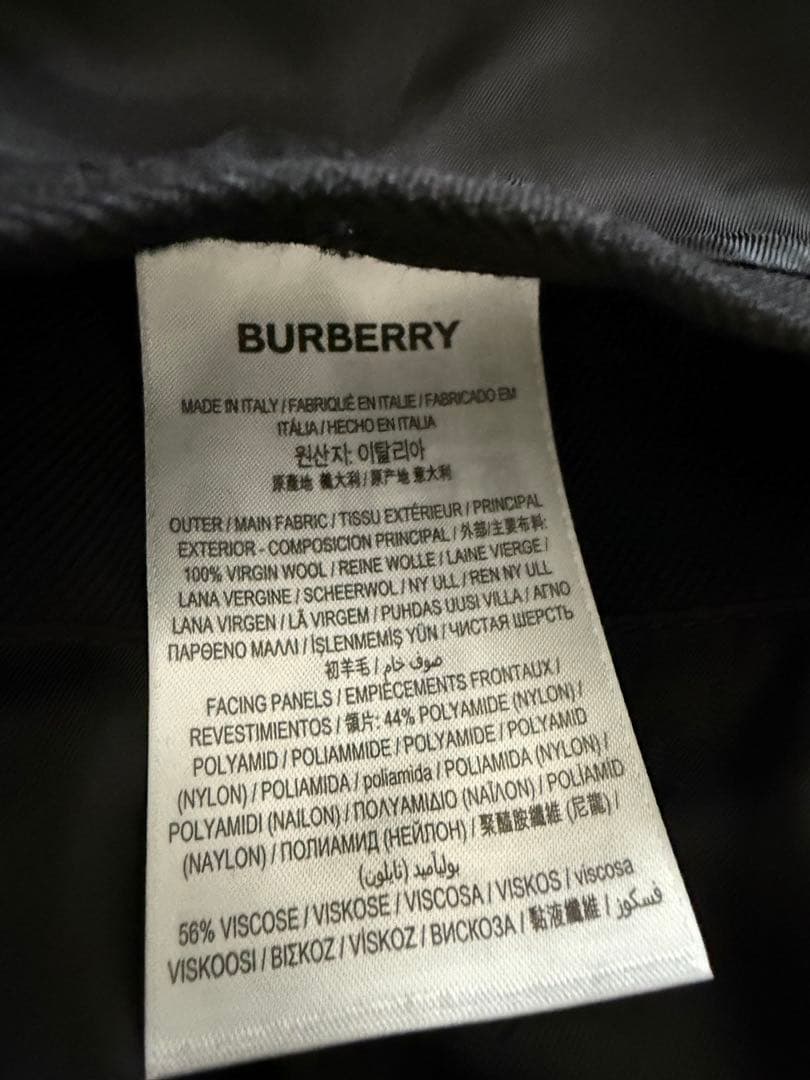 BURBERRY
MADE IN ITALY / FABRIQUÉ EN ITALIE / FABRICADO EM
ITÁLIA / HECHO EN ITALIA
원산지: 이탈리아
原産地 義大利 / 原产地 意大利
OUTER / MAIN FABRIC / TISSU EXTÉRIEUR / PRINCIPAL
EXTERIOR - COMPOSICION PRINCIPAL / 外部/主要布料:
100% VIRGIN WOOL / REINE WOLLE / LAINE VIERGE /
LANA VERGINE / SCHEERWOL / NY ULL / REN NY ULL
LANA VIRGEN / LÃ VIRGEM / PUHDAS UUSI VILLA / ΑΓΝΟ
ΠΑΡΘΕΝΟ ΜΑΛΛΙ / İŞLENMEMİŞ YÜN / ЧИСТАЯ ШЕРСТЬ
初羊毛 / صوف خام /
FACING PANELS / EMPIÈCEMENTS FRONTAUX /
REVESTIMIENTOS / 領片: 44% POLYAMIDE (NYLON) /
POLYAMID / POLIAMMIDE / POLYAMIDE / POLYAMID
(NYLON) / POLIAMIDA / poliamida / POLIAMIDA (NYLON) /
POLYAMIDI (NAILON) / ΠΟΛΥΑΜΙΔΙΟ (ΝΑΪΛΟΝ) / POLİAMİD
(NAYLON) / ПОЛИАМИД (НЕЙЛОН) / 聚醯胺纖維 (尼龍) /
بوليأميد (نايلون)
56% VISCOSE / VISKOSE / VISCOSA / VISKOS / viscosa
VISKOOSI / ΒΙΣΚΟΖ / VİSKOZ / ВИСКОЗА / 黏液纖維 / فسكوز